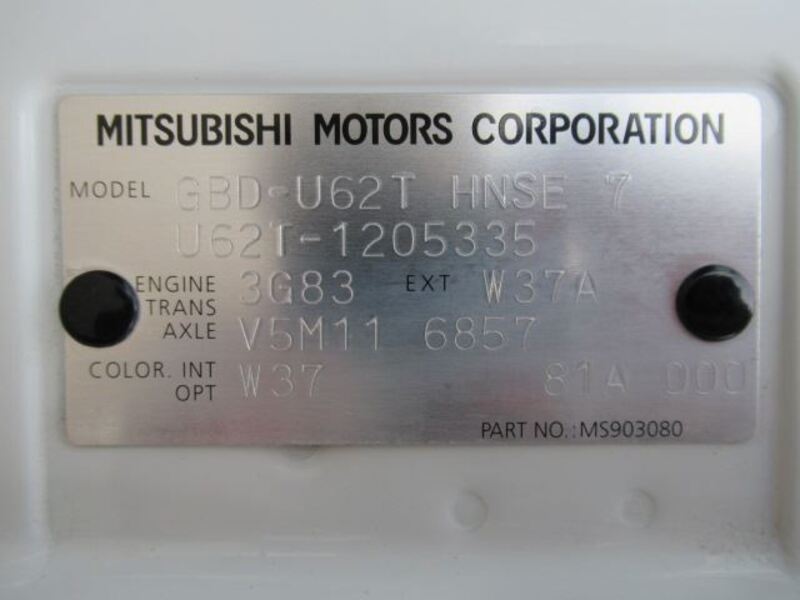 MITSUBISHI MOTORS CORPORATION
MODEL GBD-U62T HNSE 7
U62T-1205335
ENGINE 3G83 EXT W37A
TRANS
AXLE V5M11 6857
COLOR. INT W37 81A 000
OPT
PART NO.:MS903080